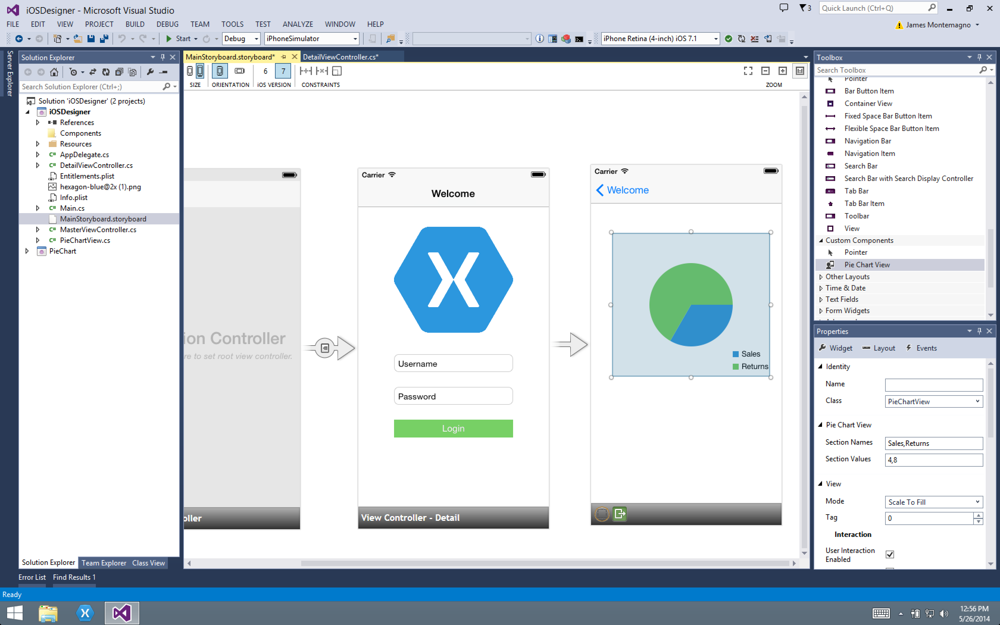 iOSDesigner - Microsoft Visual Studio
3
Quick Launch (Ctrl+Q)
FILE EDIT VIEW PROJECT BUILD DEBUG TEAM TOOLS TEST ANALYZE WINDOW HELP
James Montemagno
Start Debug iPhoneSimulator iPhone Retina (4-inch) iOS 7.1
Server Explorer
Solution Explorer
Search Solution Explorer (Ctrl+;)
Solution 'iOSDesigner' (2 projects)
iOSDesigner
References
Components
Resources
C# AppDelegate.cs
C# DetailViewController.cs
Entitlements.plist
hexagon-blue@2x (1).png
Info.plist
C# Main.cs
MainStoryboard.storyboard
C# MasterViewController.cs
C# PieChartView.cs
PieChart
Solution Explorer Team Explorer Class View
Error List Find Results 1
Ready
MainStoryboard.storyboard* DetailViewController.cs*
6 7
SIZE ORIENTATION iOS VERSION CONSTRAINTS ZOOM
ion Controller
re to set root view controller.
oller
Carrier
Welcome
X
Username
Password
Login
View Controller - Detail
Carrier
Welcome
Sales
Returns
Toolbox
Search Toolbox
Pointer
Bar Button Item
Container View
Fixed Space Bar Button Item
Flexible Space Bar Button Item
Navigation Bar
Navigation Item
Search Bar
Search Bar with Search Display Controller
Tab Bar
Tab Bar Item
Toolbar
View
Custom Components
Pointer
Pie Chart View
Other Layouts
Time & Date
Text Fields
Form Widgets
Properties
Widget Layout Events
Identity
Name
Class PieChartView
Pie Chart View
Section Names Sales,Returns
Section Values 4,8
View
Mode Scale To Fill
Tag 0
Interaction
User Interaction
Enabled
12:56 PM
5/26/2014